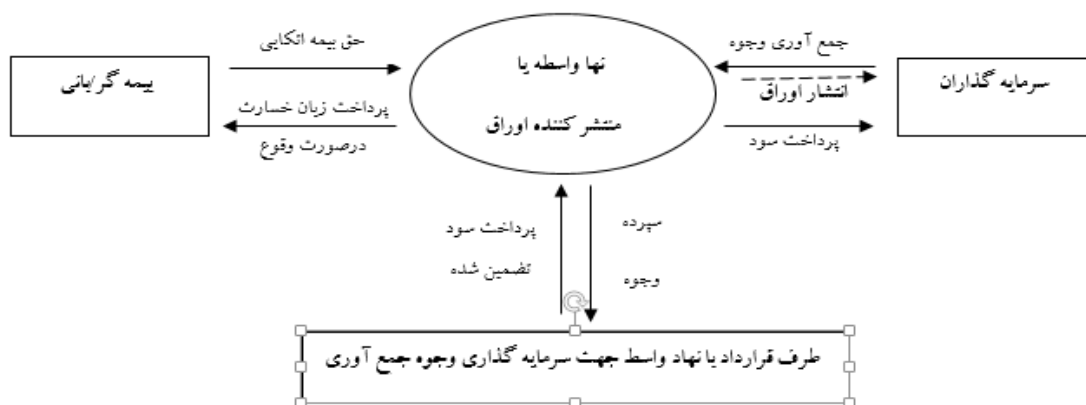 جمع آوری وجوه
حق بیمه اتکایی
نها واسطه یا
سرمایه گذاران
بیمه گر/بانی
انتشار اوراق
پرداخت زیان خسارت
منتشر کننده اوراق
پرداخت سود
درصورت وقوع
سپرده
پرداخت سود
وجوه
تضمین شده
طرف قرارداد یا نهاد واسط جهت سرمایه گذاری وجوه جمع آوری